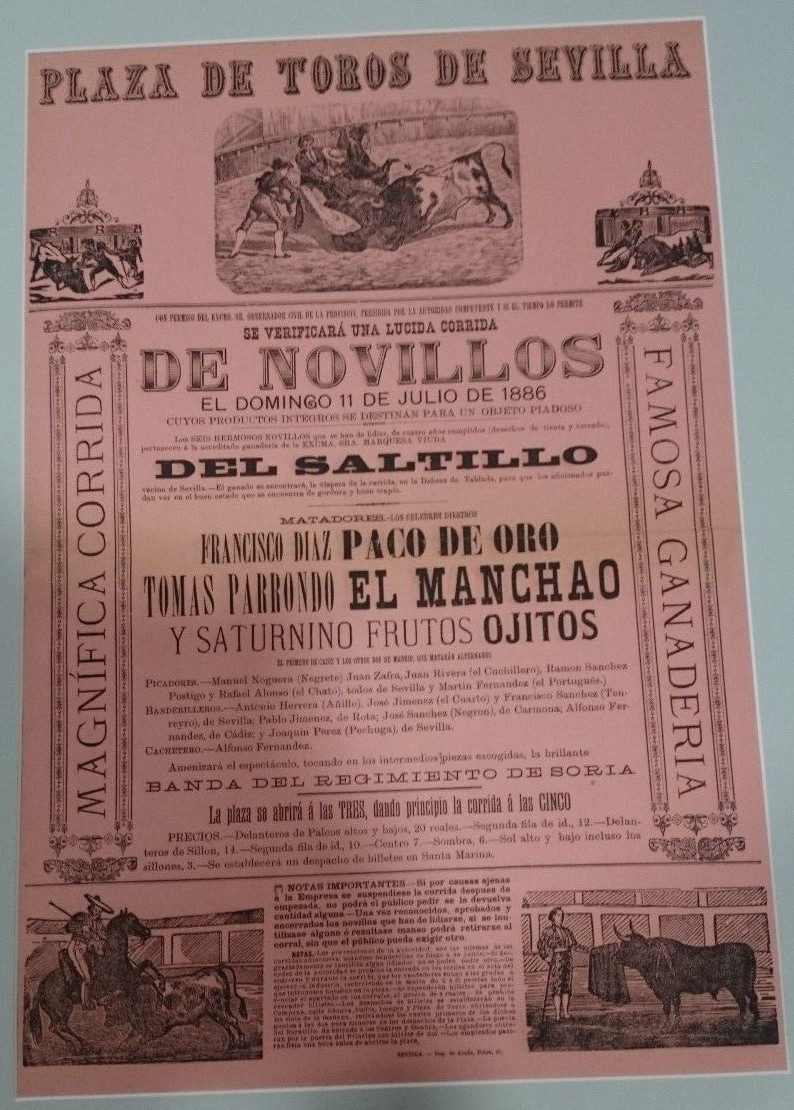 PLAZA DE TOROS DE SEVILLA
CON PERMISO DEL EXCMO. SR. GOBERNADOR CIVIL DE LA PROVINCIA, PRESIDIDA POR LA AUTORIDAD COMPETENTE Y SI EL TIEMPO LO PERMITE
SE VERIFICARÁ UNA LUCIDA CORRIDA
DE NOVILLOS
EL DOMINGO 11 DE JULIO DE 1886
CUYOS PRODUCTOS INTEGROS SE DESTINAN PARA UN OBJETO PIADOSO
Los SEIS HERMOSOS NOVILLOS que se han de lidiar, de cuatro años cumplidos (desechos de tienta y cerrado),
pertenecen á la acreditada ganadería de la EXCMA. SRA. MARQUESA VIUDA
DEL SALTILLO
vecino de Sevilla.—El ganado se encontrará, la víspera de la corrida, en la Dehesa de Tablada, para que los aficionados pue-
dan ver en el buen estado que se encuentra de gordura y buen trapio.
MATADORES.-LOS CELEBRES DIESTROS
FRANCISCO DIAZ PACO DE ORO
TOMAS PARRONDO EL MANCHAO
Y SATURNINO FRUTOS OJITOS
EL PRIMERO DE CADIZ Y LOS OTROS DOS DE MADRID, QUE MATARÁN ALTERNANDO
PICADORES.—Manuel Noguera (Negrete) Juan Zafra, Juan Rivera (el Cuchillero), Ramon Sanchez
Postigo y Rafael Alonso (el Chato), todos de Sevilla y Martin Fernandez (el Portugués.)
BANDERILLEROS.—Antonio Herrera (Añillo), José Jimenez (el Cuarto) y Francisco Sanchez (Ten-
reyro), de Sevilla; Pablo Jimenez, de Rota; José Sanchez (Negron), de Carmona; Alfonso Fer-
nandez, de Cádiz; y Joaquin Perez (Pechuga), de Sevilla.
CACHETERO.—Alfonso Fernandez.
Amenizará el espectáculo, tocando en los intermedios piezas escogidas, la brillante
BANDA DEL REGIMIENTO DE SORIA
La plaza se abrirá á las TRES, dando principio la corrida á las CINCO
PRECIOS.—Delanteros de Palcos altos y bajos, 20 reales.—Segunda fila de id., 12.—Delan-
teros de Sillon, 14.—Segunda fila de id., 10.—Centro 7.—Sombra, 6.—Sol alto y bajo incluso los
sillones, 3.—Se establecerá un despacho de billetes en Santa Marina.
MAGNÍFICA CORRIDA
FAMOSA GANADERIA
NOTAS IMPORTANTES.—Si por causas ajenas
á la Empresa se suspendiese la corrida despues de
empezada, no podrá el público pedir se le devuelva
cantidad alguna.—Una vez reconocidos, aprobados y
encerrados los novillos que han de lidiarse, si se inu-
tilizase alguno ó resultase manso podrá retirarse al
corral, sin que el público pueda exigir otro.
NOTAS.
SEVILLA.—Imp. de